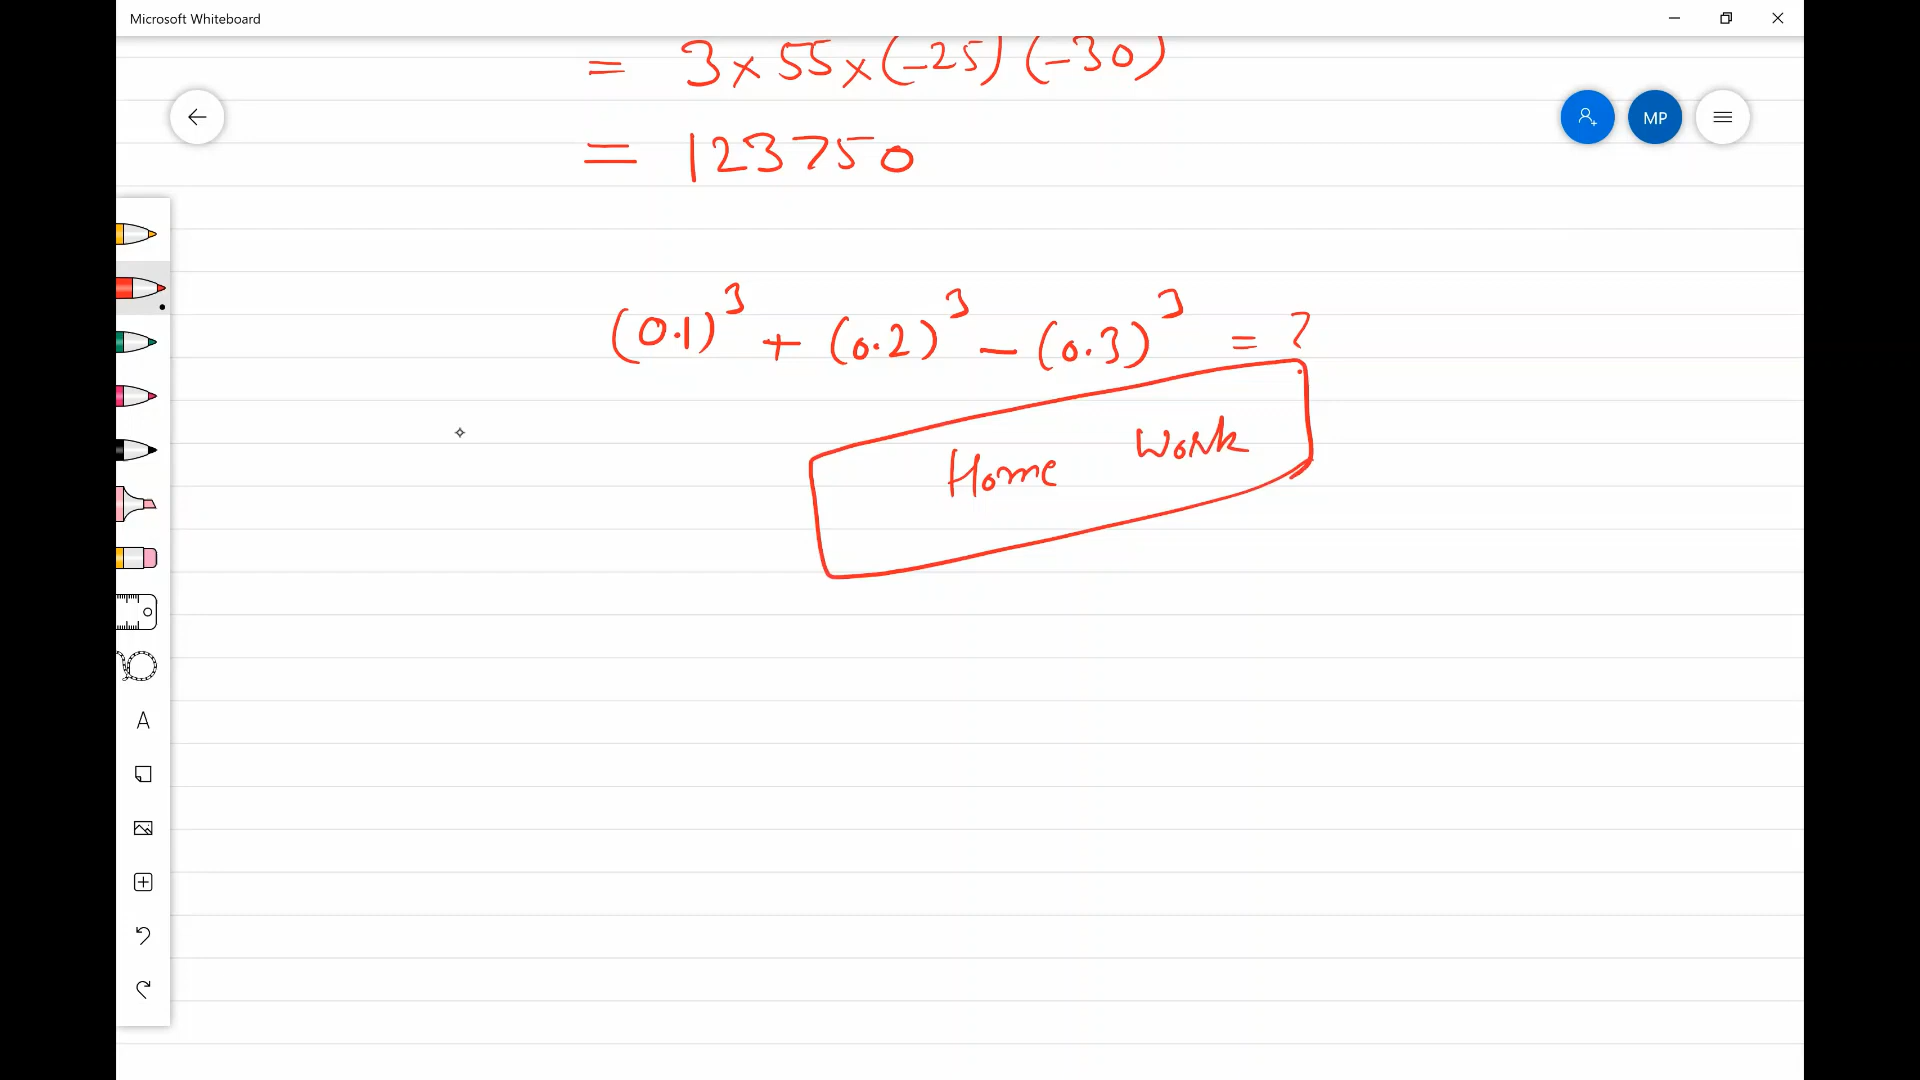 Microsoft Whiteboard
= 3 × 55 × (-25) (-30)
MP
= 123750
(0.1)³ + (0.2)³ - (0.3)³ = ?
Home Work
A